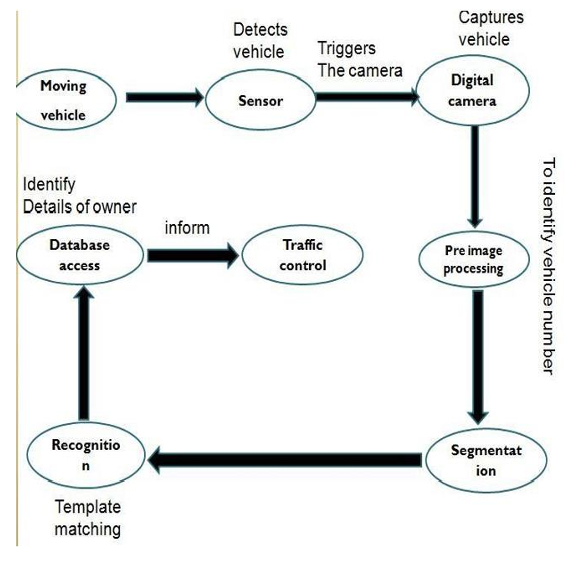 Captures
vehicle
Detects
vehicle
Triggers
The camera
Moving
vehicle
Sensor
Digital
camera
To identify vehicle number
Identify
Details of owner
inform
Database
access
Traffic
control
Pre image
processing
Recognitio
n
Segmentat
ion
Template
matching